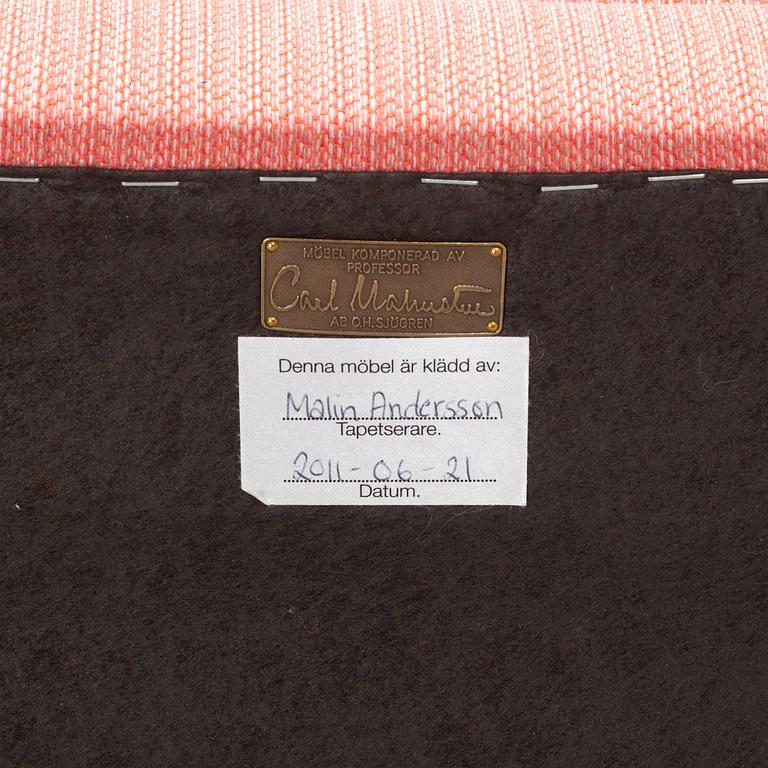 MÖBEL KOMPONERAD AV
PROFESSOR
Carl Malmsten
AB O.H. SJÖGREN
Denna möbel är klädd av:
Malin Andersson
Tapetserare.
2011-06-21
Datum.